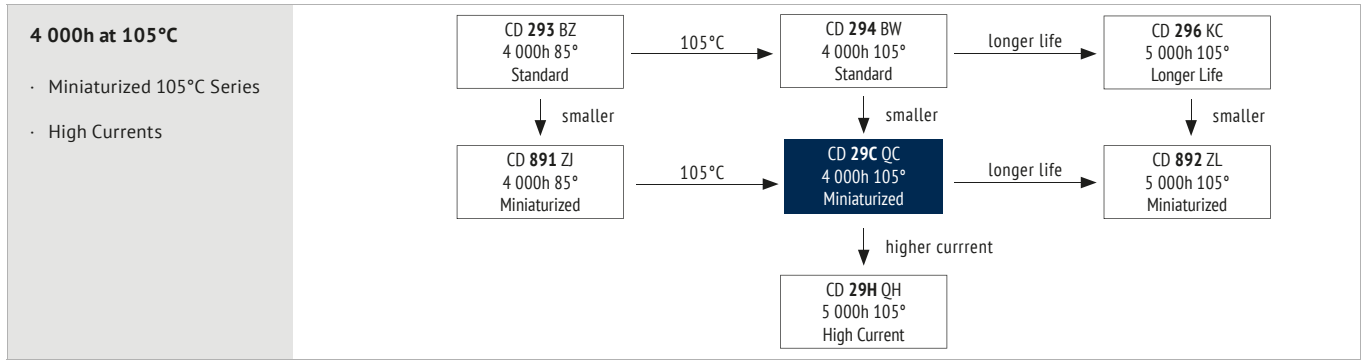 4 000h at 105°C
· Miniaturized 105°C Series
· High Currents
CD 293 BZ
4 000h 85°
Standard
105°C
CD 294 BW
4 000h 105°
Standard
longer life
CD 296 KC
5 000h 105°
Longer Life
smaller
smaller
smaller
CD 891 ZJ
4 000h 85°
Miniaturized
105°C
CD 29C QC
4 000h 105°
Miniaturized
longer life
CD 892 ZL
5 000h 105°
Miniaturized
higher currrent
CD 29H QH
5 000h 105°
High Current